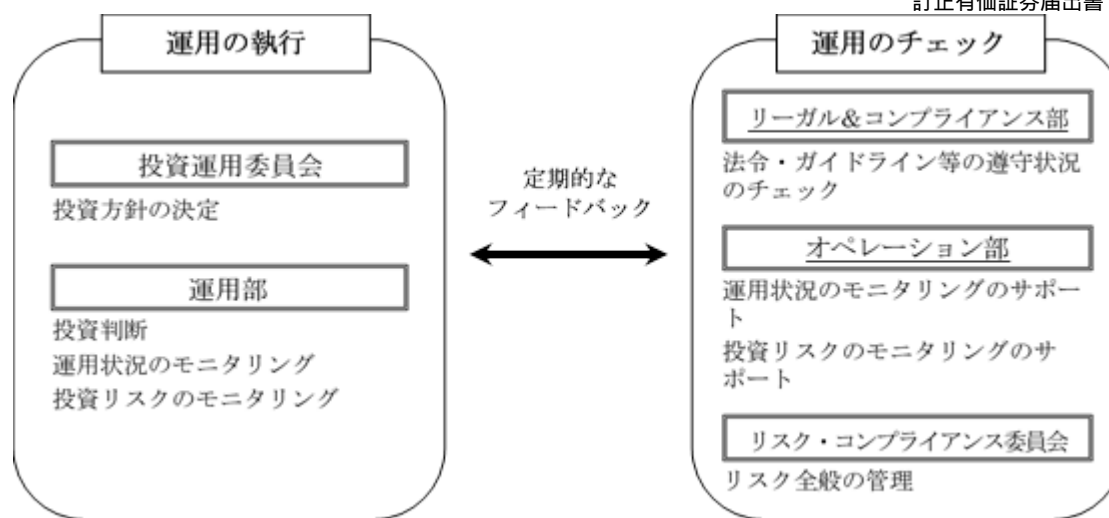 訂正有価証券届出書
運用の執行
投資運用委員会
投資方針の決定
運用部
投資判断
運用状況のモニタリング
投資リスクのモニタリング
定期的な
フィードバック
運用のチェック
リーガル&コンプライアンス部
法令・ガイドライン等の遵守状況
のチェック
オペレーション部
運用状況のモニタリングのサポー
ト
投資リスクのモニタリングのサ
ポート
リスク・コンプライアンス委員会
リスク全般の管理